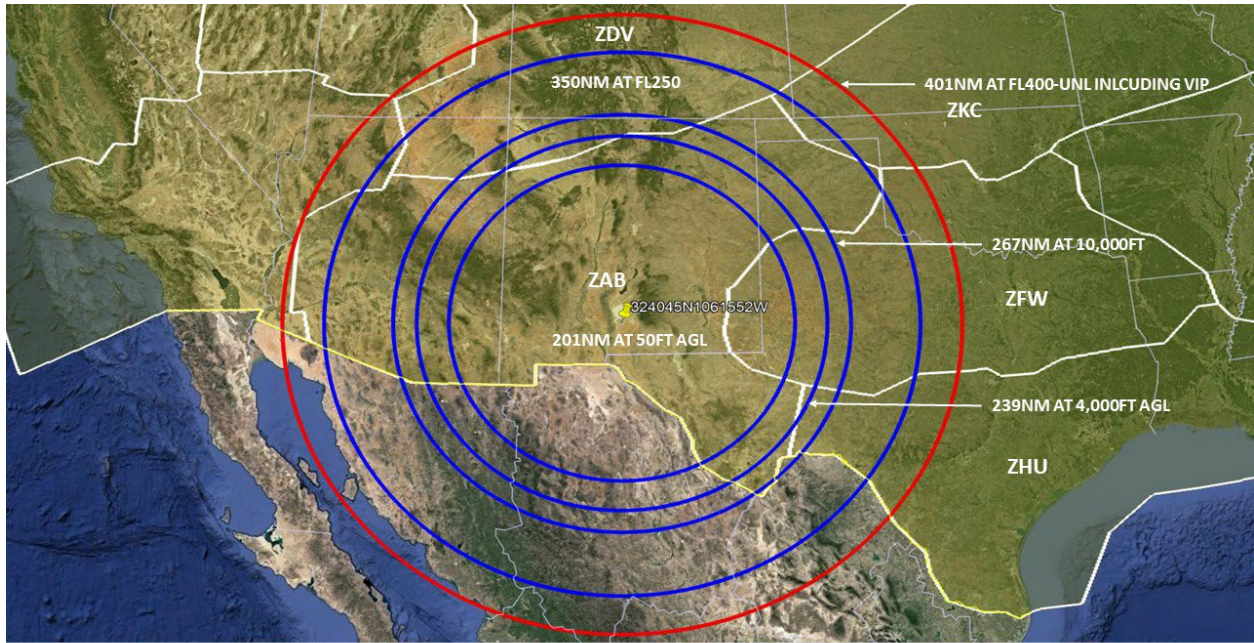 ZDV
350NM AT FL250
401NM AT FL400-UNL INLCUDING VIP
ZKC
267NM AT 10,000FT
ZAB
ZFW
324045N1061552W
201NM AT 50FT AGL
239NM AT 4,000FT AGL
ZHU